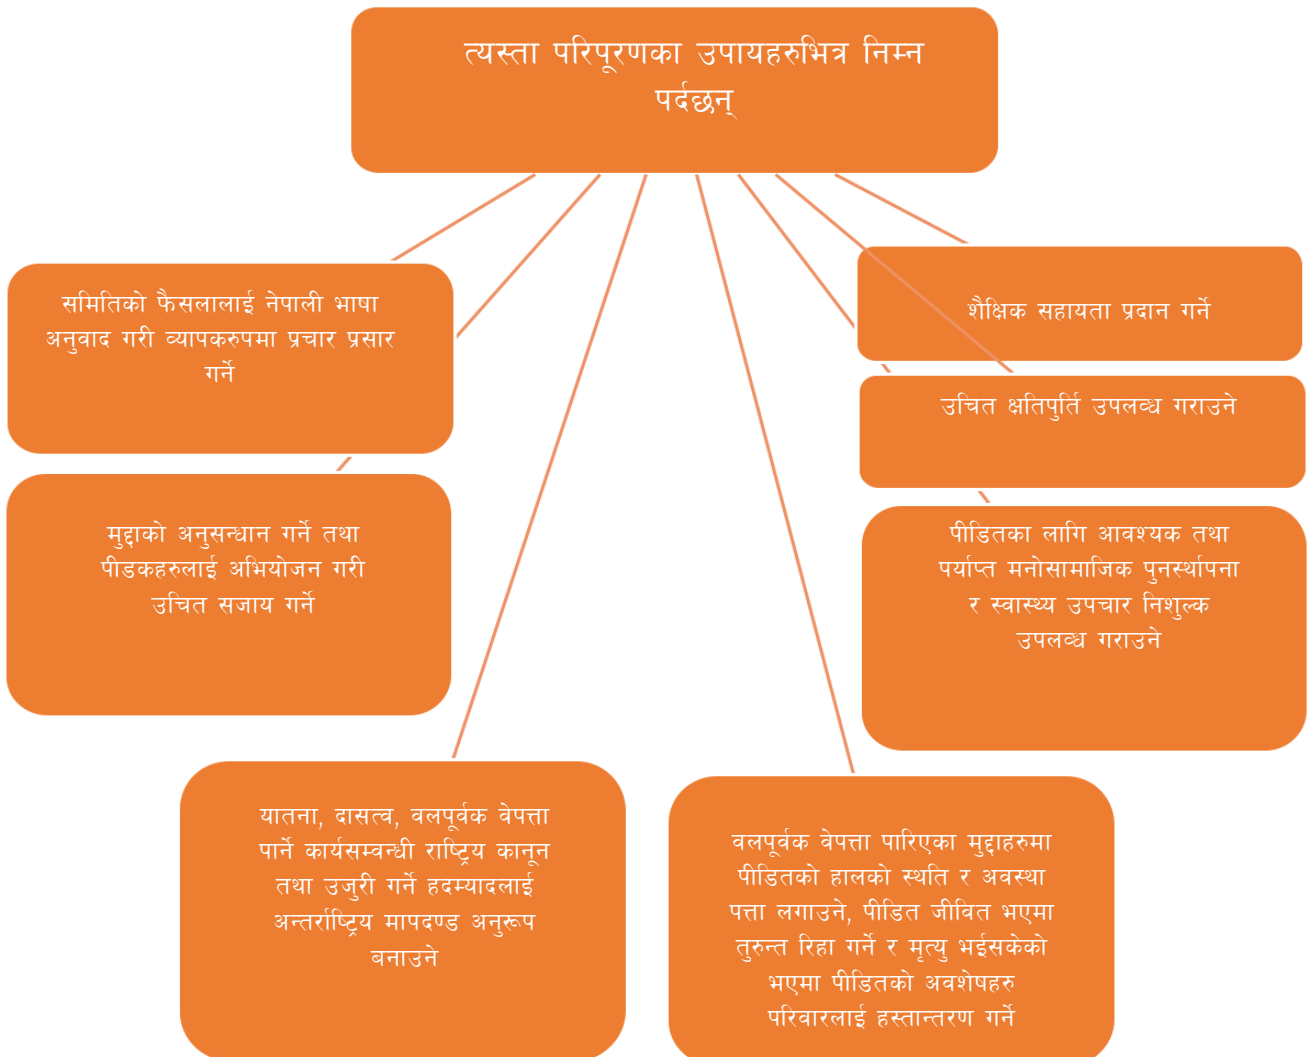 त्यस्ता परिपूरणका उपायहरुभित्र निम्न
पर्दछन्
समितिको फैसलालाई नेपाली भाषा
अनुवाद गरी व्यापकरुपमा प्रचार प्रसार
गर्ने
मुद्दाको अनुसन्धान गर्ने तथा
पीडकहरुलाई अभियोजन गरी
उचित सजाय गर्ने
यातना, दासत्व, वलपूर्वक वेपत्ता
पार्ने कार्यसम्वन्धी राष्ट्रिय कानून
तथा उजुरी गर्ने हदम्यादलाई
अन्तर्राष्ट्रिय मापदण्ड अनुरूप
बनाउने
वलपूर्वक वेपत्ता पारिएका मुद्दाहरुमा
पीडितको हालको स्थति र अवस्था
पत्ता लगाउने, पीडित जीवित भएमा
तुरुन्त रिहा गर्ने र मृत्यु भईसकेको
भएमा पीडितको अवशेषहरु
परिवारलाई हस्तान्तरण गर्ने
शैक्षिक सहायता प्रदान गर्ने
उचित क्षतिपुर्ति उपलव्ध गराउने
पीडितका लागि आवश्यक तथा
पर्याप्त मनोसामाजिक पुनर्स्थापना
र स्वास्थ्य उपचार निशुल्क
उपलव्ध गराउने